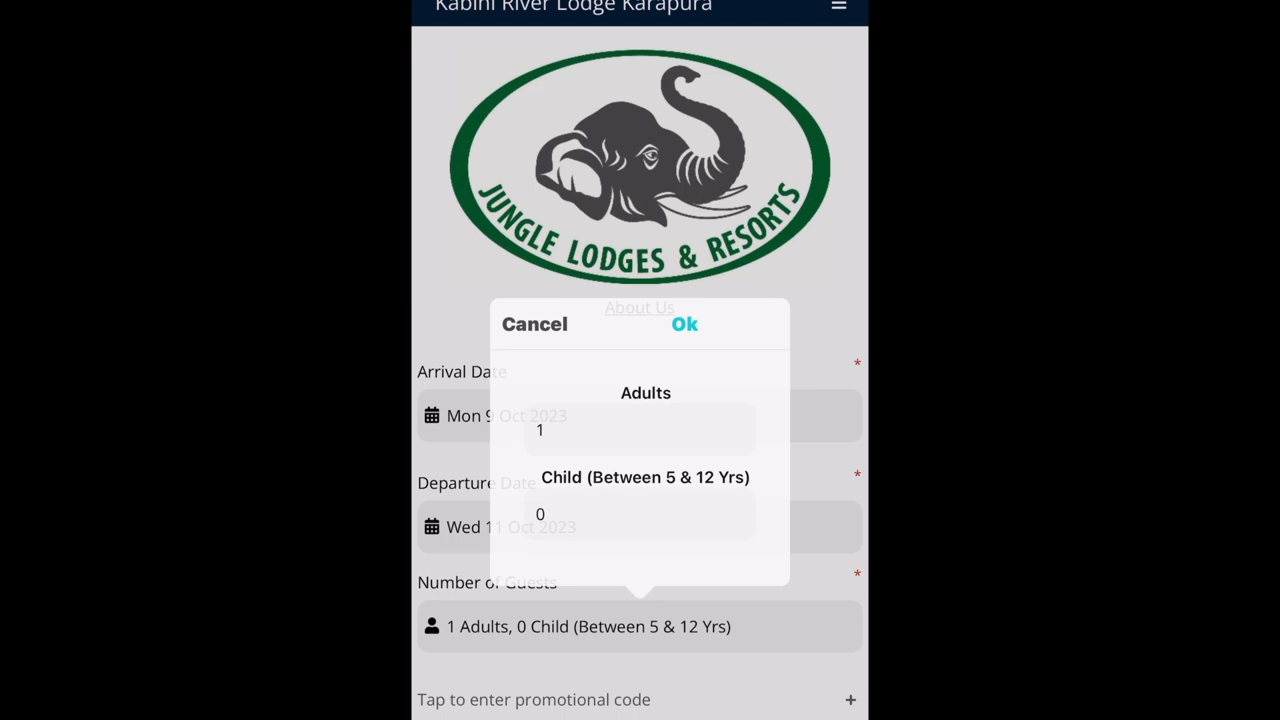 Kabini River Lodge Karapura
JUNGLE LODGES & RESORTS
About Us
Cancel
Ok
Arrival Date
*
Adults
Mon 9 Oct 2023
1
Departure Date
*
Child (Between 5 & 12 Yrs)
0
Wed 11 Oct 2023
Number of Guests
*
1 Adults, 0 Child (Between 5 & 12 Yrs)
Tap to enter promotional code
+